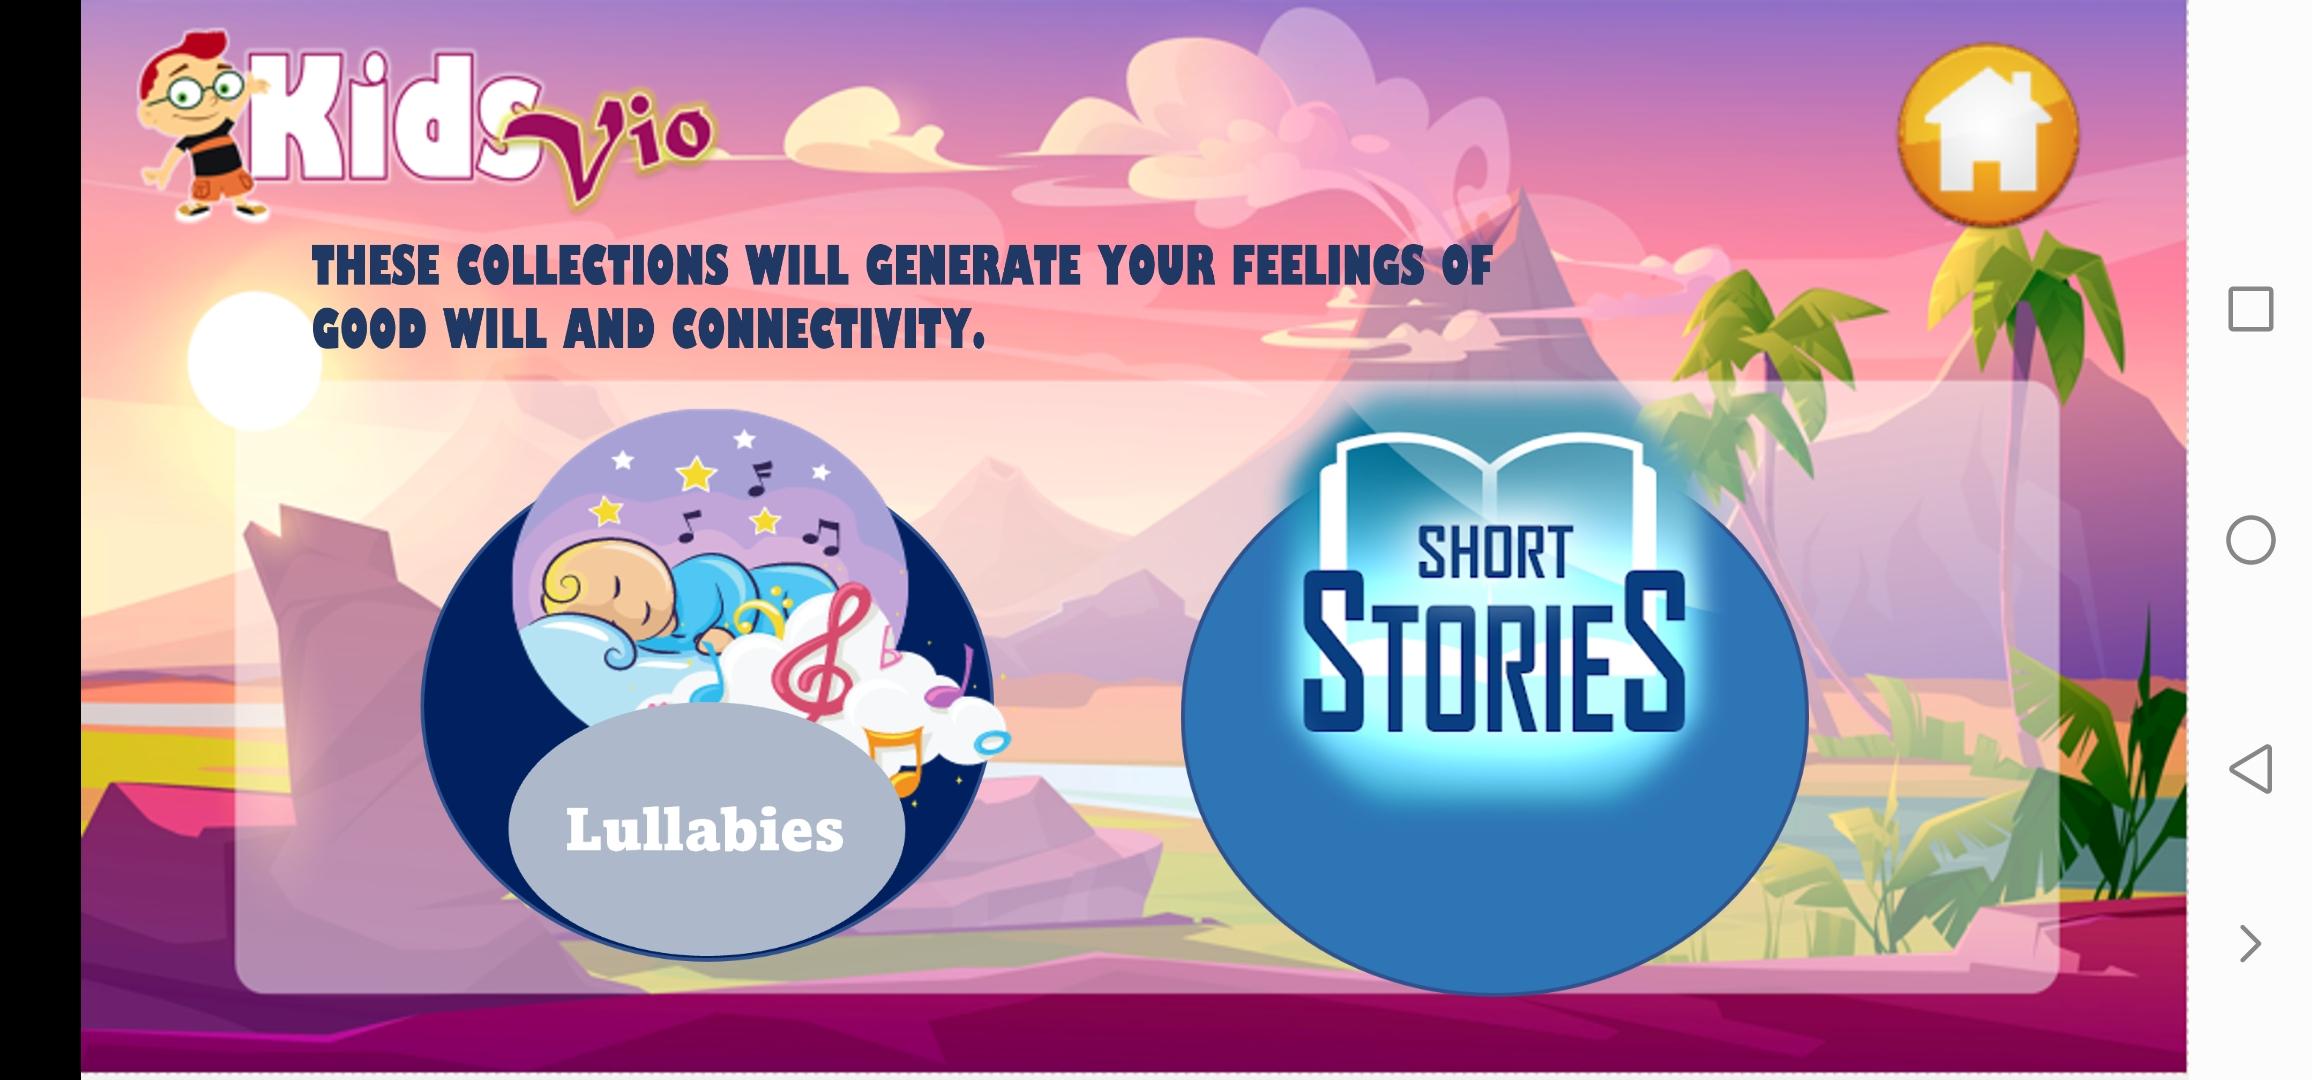 Kids Vio
THESE COLLECTIONS WILL GENERATE YOUR FEELINGS OF
GOOD WILL AND CONNECTIVITY.
SHORT
STORIES
Lullabies